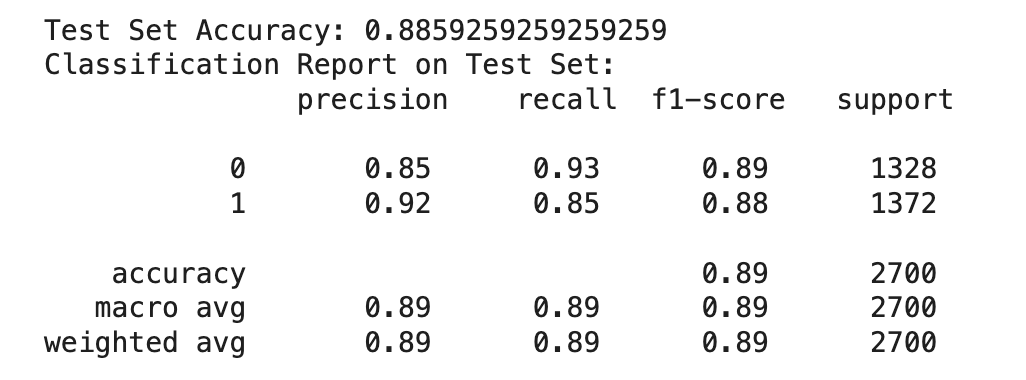 Test Set Accuracy: 0.8859259259259259
Classification Report on Test Set:
precision recall f1-score support
0 0.85 0.93 0.89 1328
1 0.92 0.85 0.88 1372
accuracy 0.89 2700
macro avg 0.89 0.89 0.89 2700
weighted avg 0.89 0.89 0.89 2700